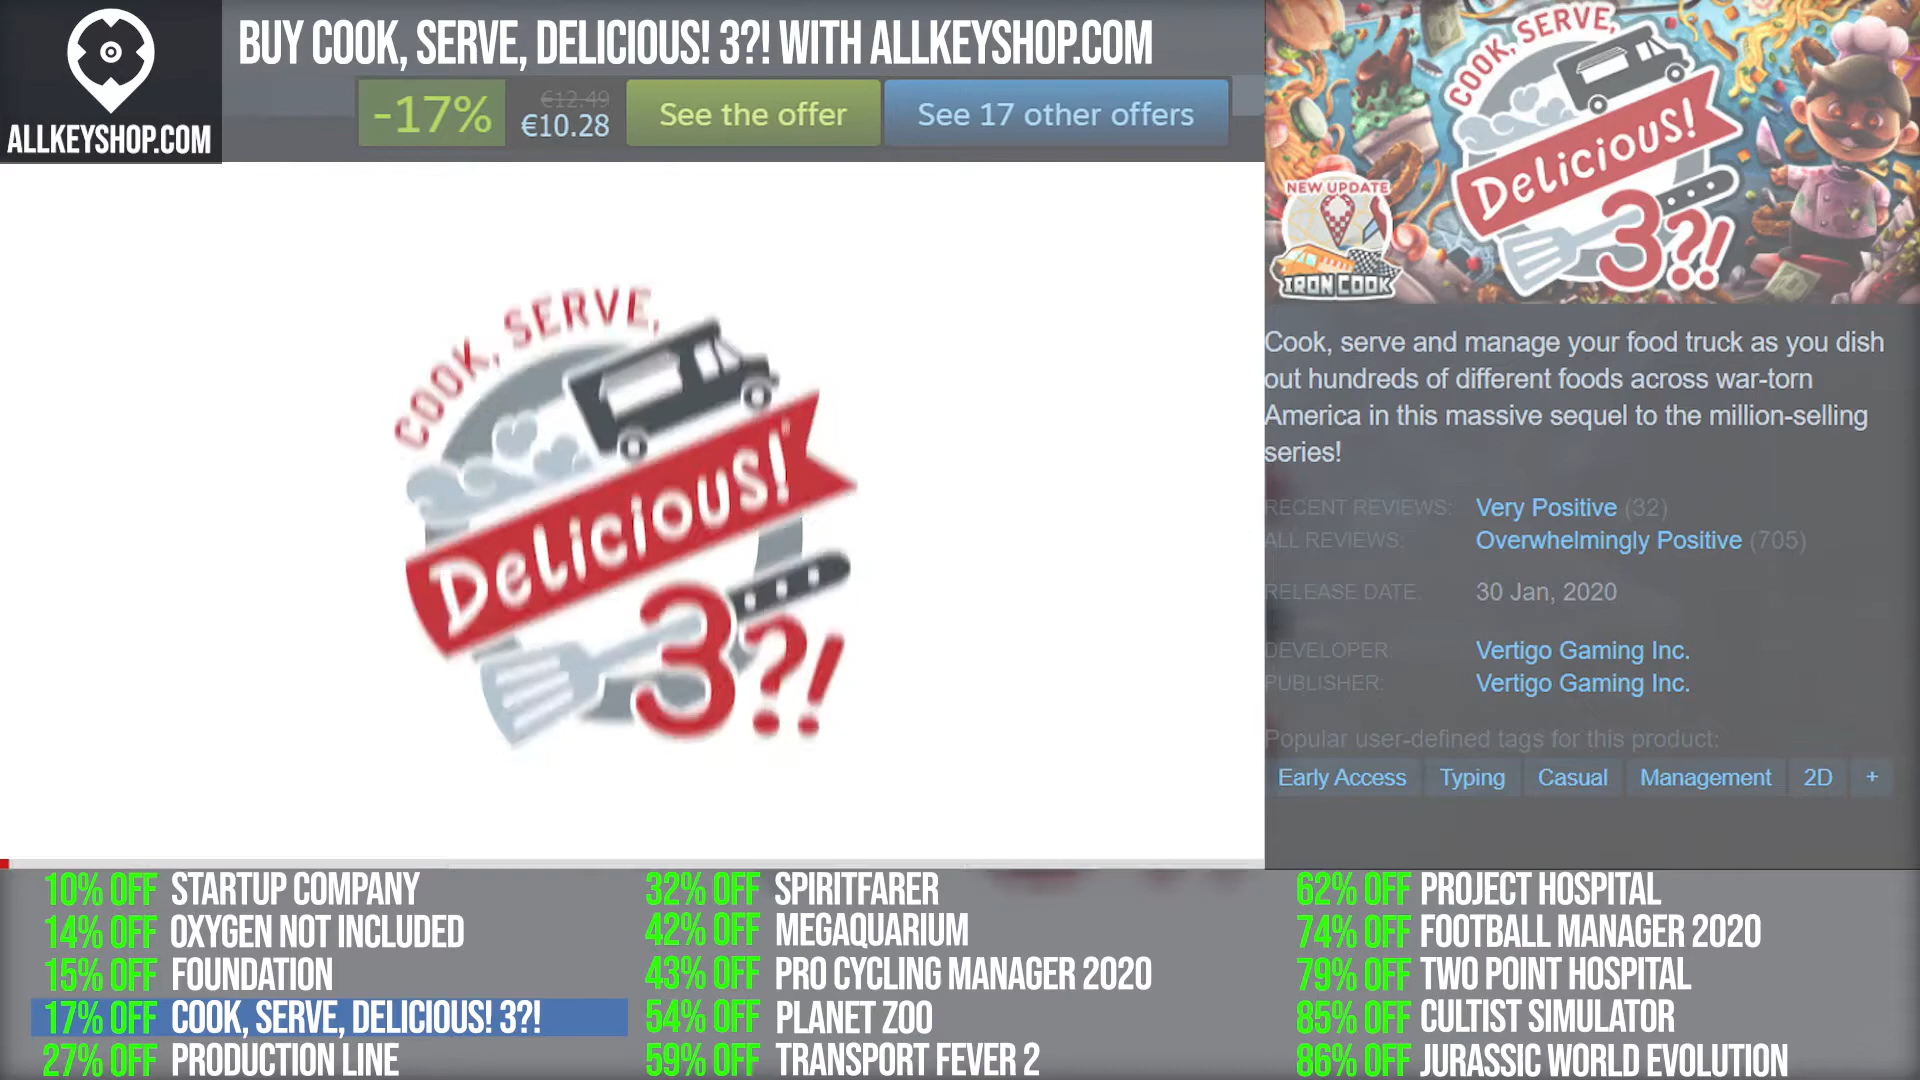 BUY COOK, SERVE, DELICIOUS! 3?! WITH ALLKEYSHOP.COM
ALLKEYSHOP.COM
-17%
€12.49
€10.28
See the offer
See 17 other offers
COOK, SERVE,
Delicious!
3?!
NEW UPDATE
IRON COOK
COOK, SERVE,
Delicious!
3?!
Cook, serve and manage your food truck as you dish
out hundreds of different foods across war-torn
America in this massive sequel to the million-selling
series!
RECENT REVIEWS: Very Positive (32)
ALL REVIEWS: Overwhelmingly Positive (705)
RELEASE DATE: 30 Jan, 2020
DEVELOPER: Vertigo Gaming Inc.
PUBLISHER: Vertigo Gaming Inc.
Popular user-defined tags for this product:
Early Access Typing Casual Management 2D +
10% OFF STARTUP COMPANY
14% OFF OXYGEN NOT INCLUDED
15% OFF FOUNDATION
17% OFF COOK, SERVE, DELICIOUS! 3?!
27% OFF PRODUCTION LINE
32% OFF SPIRITFARER
42% OFF MEGAQUARIUM
43% OFF PRO CYCLING MANAGER 2020
54% OFF PLANET ZOO
59% OFF TRANSPORT FEVER 2
62% OFF PROJECT HOSPITAL
74% OFF FOOTBALL MANAGER 2020
79% OFF TWO POINT HOSPITAL
85% OFF CULTIST SIMULATOR
86% OFF JURASSIC WORLD EVOLUTION